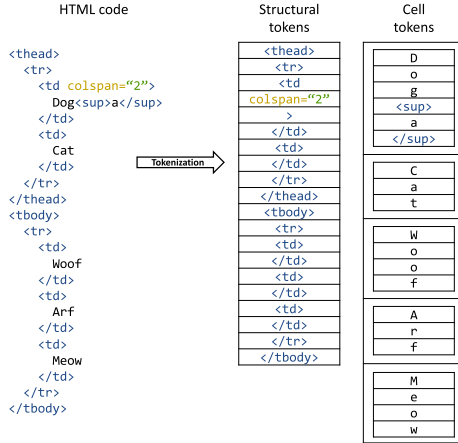 HTML code
<thead>
<tr>
<td colspan=“2”>
Dog<sup>a</sup>
</td>
<td>
Cat
</td>
</tr>
</thead>
<tbody>
<tr>
<td>
Woof
</td>
<td>
Arf
</td>
<td>
Meow
</td>
</tr>
</tbody>
Tokenization
Structural
tokens
<thead>
<tr>
<td
colspan=“2”
>
</td>
<td>
</td>
</tr>
</thead>
<tbody>
<tr>
<td>
</td>
<td>
</td>
<td>
</td>
</tr>
</tbody>
Cell
tokens
D
o
g
<sup>
a
</sup>
C
a
t
W
o
o
f
A
r
f
M
e
o
w